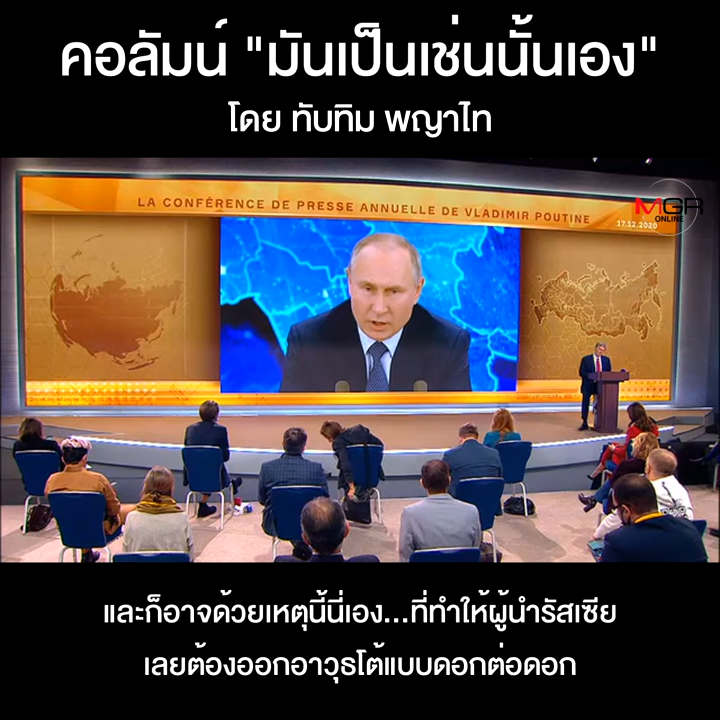 คอลัมน์ "มันเป็นเช่นนั้นเอง"
โดย ทับทิม พญาไท
LA CONFÉRENCE DE PRESSE ANNUELLE DE VLADIMIR POUTINE
17.12.2020
MGR
ONLINE
และก็อาจด้วยเหตุนี้นี่เอง...ที่ทำให้ผู้นำรัสเซีย
เลยต้องออกอาวุธโต้แบบดอกต่อดอก